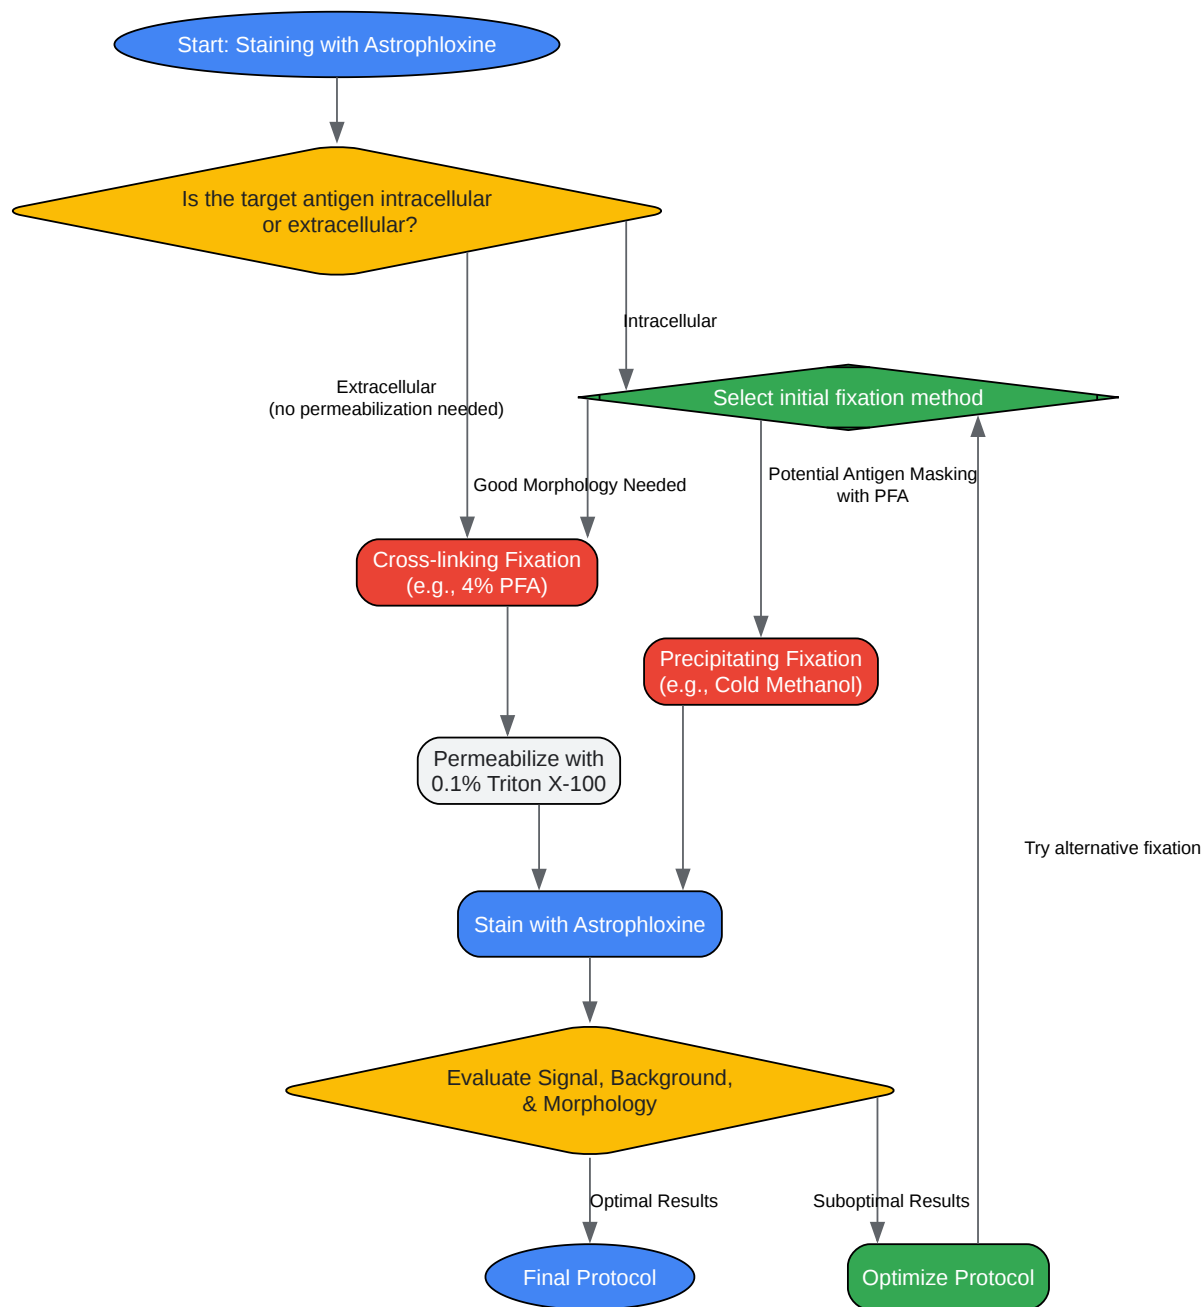 Start: Staining with Astrophloxine
Is the target antigen intracellular
or extracellular?
Intracellular
Extracellular
(no permeabilization needed)
Select initial fixation method
Good Morphology Needed
Potential Antigen Masking
with PFA
Cross-linking Fixation
(e.g., 4% PFA)
Precipitating Fixation
(e.g., Cold Methanol)
Permeabilize with
0.1% Triton X-100
Try alternative fixation
Stain with Astrophloxine
Evaluate Signal, Background,
& Morphology
Optimal Results
Suboptimal Results
Final Protocol
Optimize Protocol